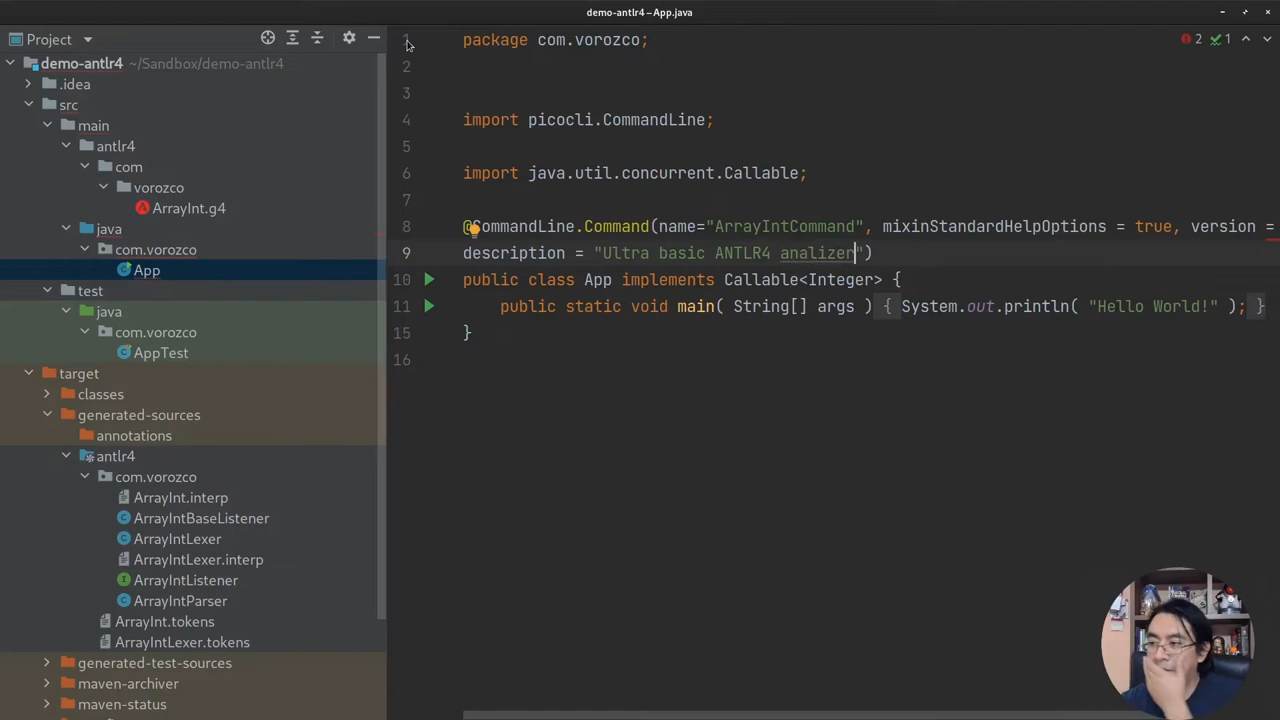 demo-antlr4 – App.java
Project
demo-antlr4 ~/Sandbox/demo-antlr4
.idea
src
main
antlr4
com
vorozco
ArrayInt.g4
java
com.vorozco
App
test
java
com.vorozco
AppTest
target
classes
generated-sources
annotations
antlr4
com.vorozco
ArrayInt.interp
ArrayIntBaseListener
ArrayIntLexer
ArrayIntLexer.interp
ArrayIntListener
ArrayIntParser
ArrayInt.tokens
ArrayIntLexer.tokens
generated-test-sources
maven-archiver
maven-status
1 package com.vorozco;
2
3
4 import picocli.CommandLine;
5
6 import java.util.concurrent.Callable;
7
8 @CommandLine.Command(name="ArrayIntCommand", mixinStandardHelpOptions = true, version =
9 description = "Ultra basic ANTLR4 analizer")
10 public class App implements Callable<Integer> {
11 public static void main( String[] args ) { System.out.println( "Hello World!" ); }
15 }
16
2 1